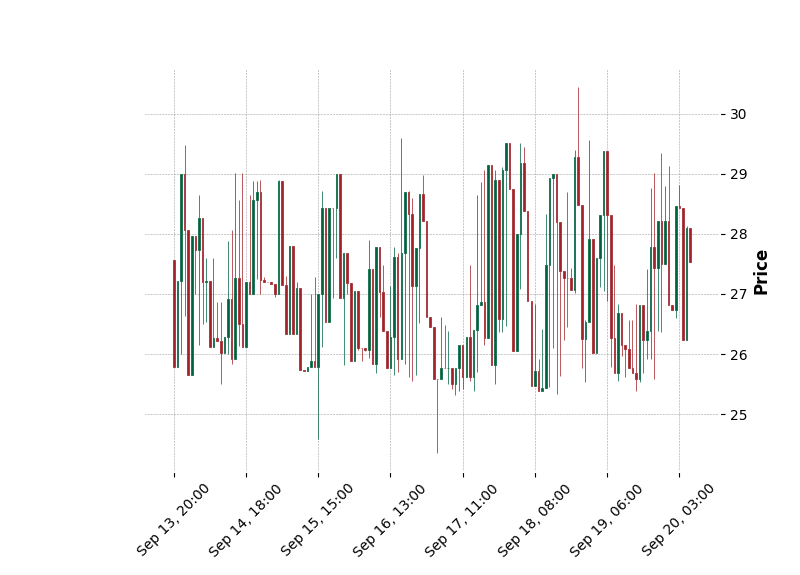 30
29
28
27
26
25
Price
Sep 13, 20:00
Sep 14, 18:00
Sep 15, 15:00
Sep 16, 13:00
Sep 17, 11:00
Sep 18, 08:00
Sep 19, 06:00
Sep 20, 03:00